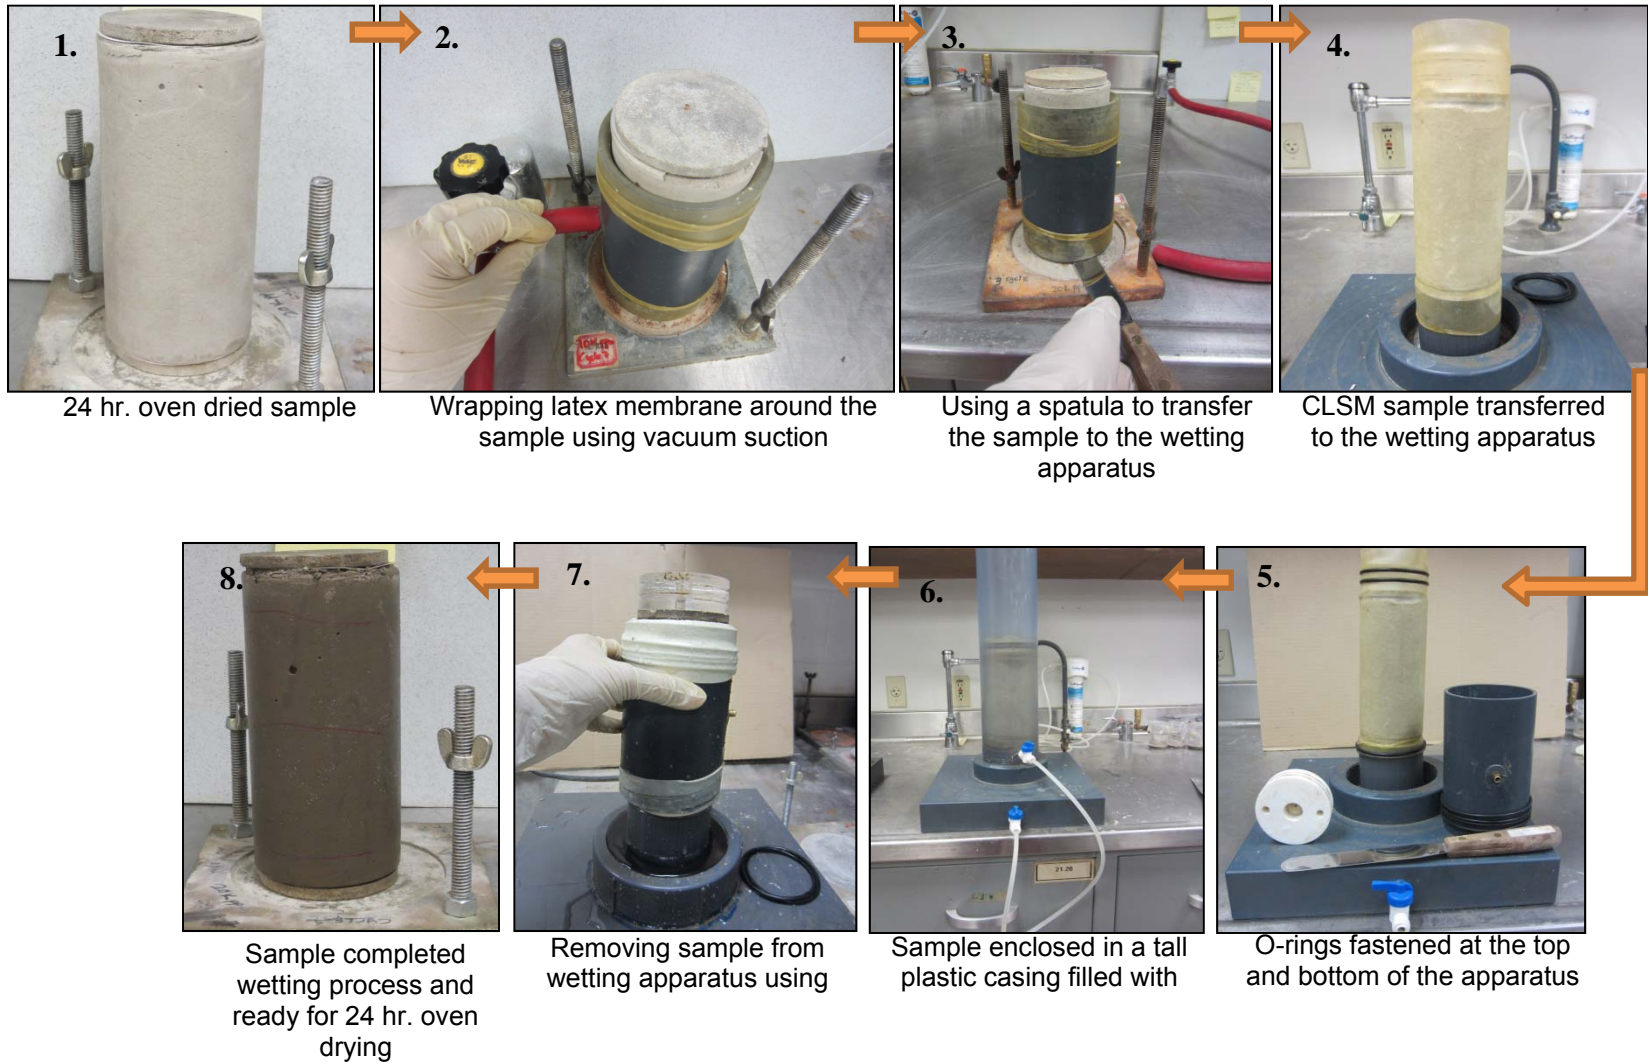 1.
24 hr. oven dried sample
2.
Wrapping latex membrane around the
sample using vacuum suction
3.
Using a spatula to transfer
the sample to the wetting
apparatus
4.
CLSM sample transferred
to the wetting apparatus
5.
O-rings fastened at the top
and bottom of the apparatus
6.
21.26
Sample enclosed in a tall
plastic casing filled with
7.
Removing sample from
wetting apparatus using
8.
Sample completed
wetting process and
ready for 24 hr. oven
drying